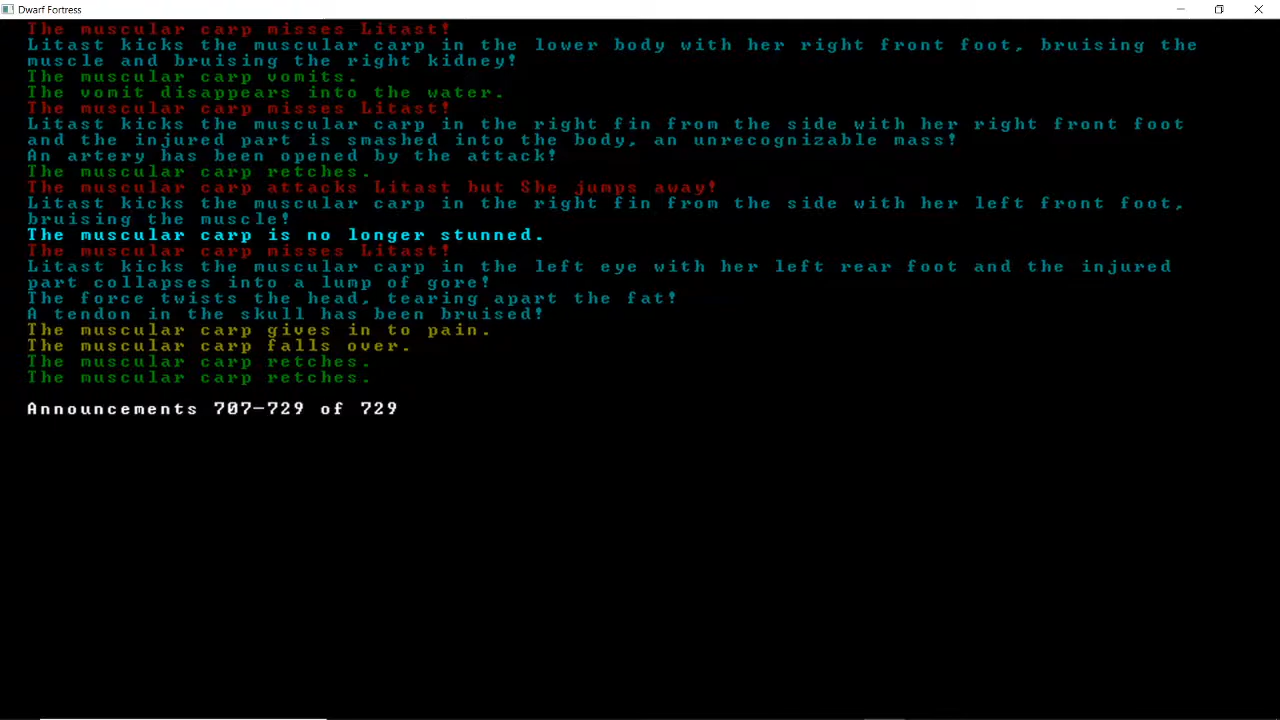 Dwarf Fortress
The muscular carp misses Litast!
Litast kicks the muscular carp in the lower body with her right front foot, bruising the
muscle and bruising the right kidney!
The muscular carp vomits.
The vomit disappears into the water.
The muscular carp misses Litast!
Litast kicks the muscular carp in the right fin from the side with her right front foot
and the injured part is smashed into the body, an unrecognizable mass!
An artery has been opened by the attack!
The muscular carp retches.
The muscular carp attacks Litast but She jumps away!
Litast kicks the muscular carp in the right fin from the side with her left front foot,
bruising the muscle!
The muscular carp is no longer stunned.
The muscular carp misses Litast!
Litast kicks the muscular carp in the left eye with her left rear foot and the injured
part collapses into a lump of gore!
The force twists the head, tearing apart the fat!
A tendon in the skull has been bruised!
The muscular carp gives in to pain.
The muscular carp falls over.
The muscular carp retches.
The muscular carp retches.
Announcements 707-729 of 729